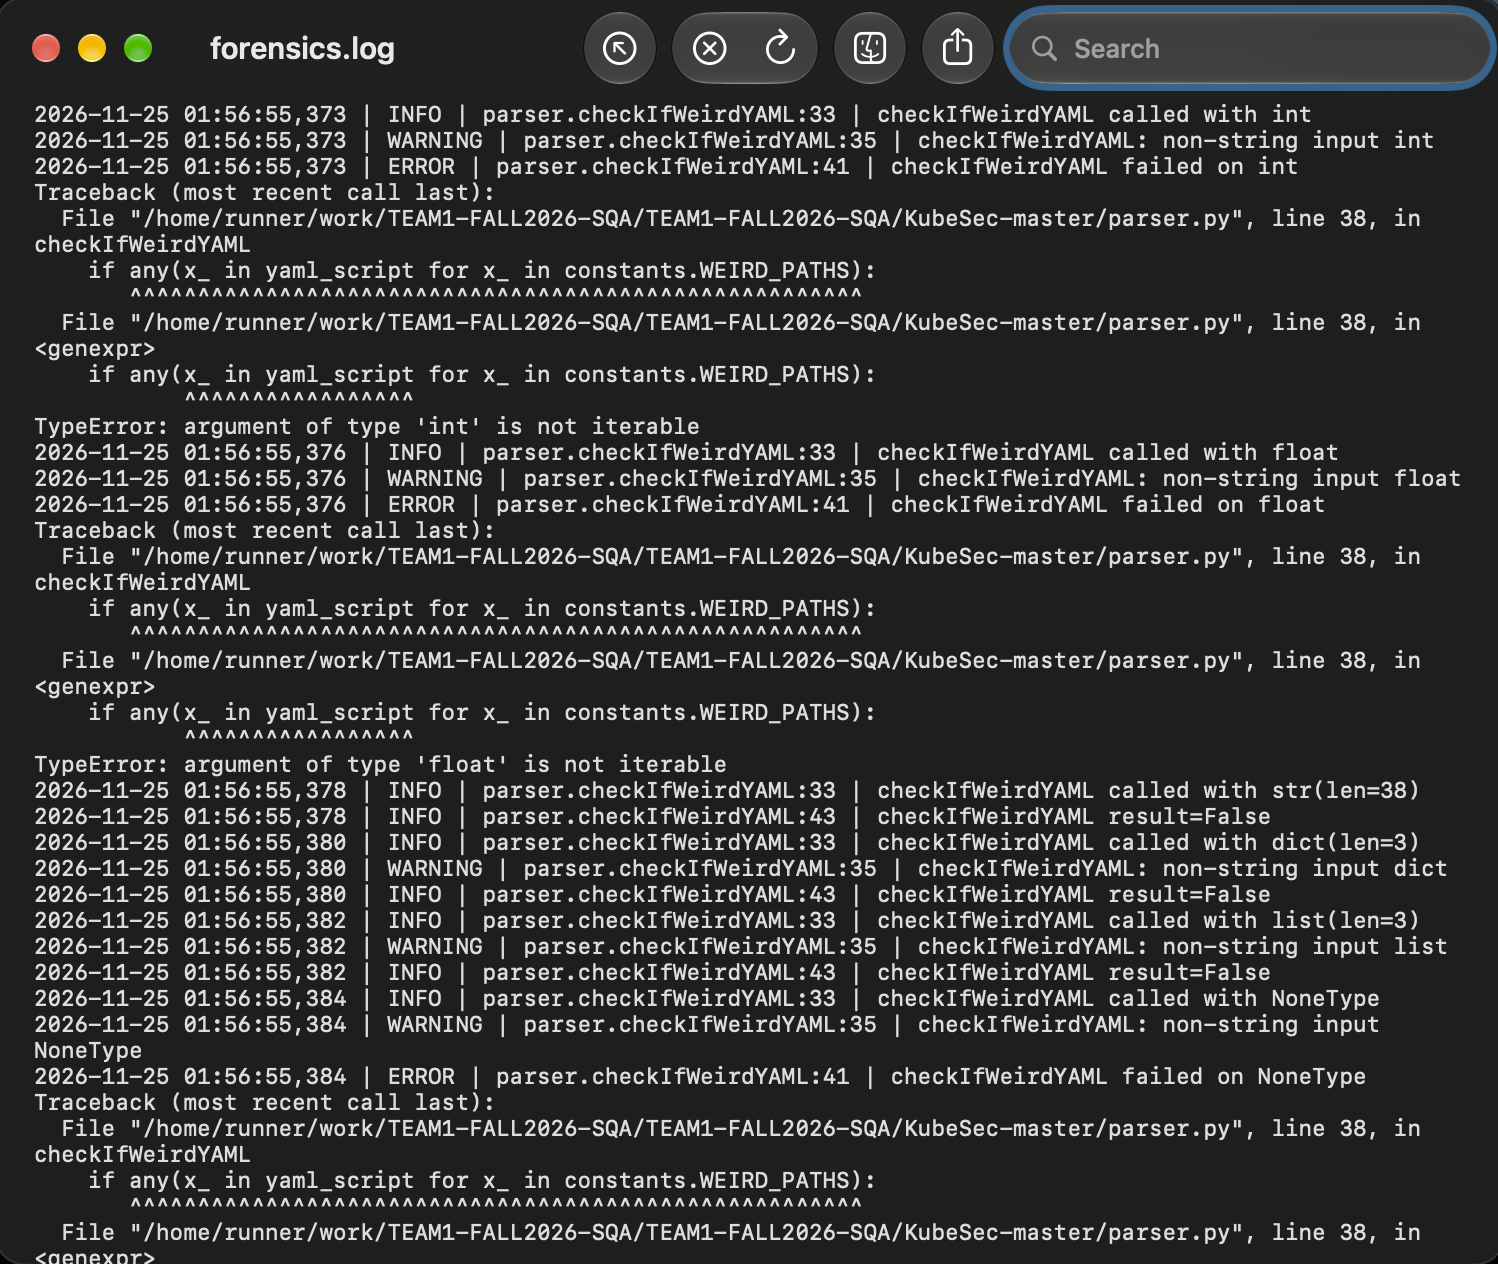 forensics.log
Search
2026-11-25 01:56:55,373 | INFO | parser.checkIfWeirdYAML:33 | checkIfWeirdYAML called with int
2026-11-25 01:56:55,373 | WARNING | parser.checkIfWeirdYAML:35 | checkIfWeirdYAML: non-string input int
2026-11-25 01:56:55,373 | ERROR | parser.checkIfWeirdYAML:41 | checkIfWeirdYAML failed on int
Traceback (most recent call last):
  File "/home/runner/work/TEAM1-FALL2026-SQA/TEAM1-FALL2026-SQA/KubeSec-master/parser.py", line 38, in
checkIfWeirdYAML
    if any(x_ in yaml_script for x_ in constants.WEIRD_PATHS):
       ^^^^^^^^^^^^^^^^^^^^^^^^^^^^^^^^^^^^^^^^^^^^^^^^^^^^^^
  File "/home/runner/work/TEAM1-FALL2026-SQA/TEAM1-FALL2026-SQA/KubeSec-master/parser.py", line 38, in
<genexpr>
    if any(x_ in yaml_script for x_ in constants.WEIRD_PATHS):
           ^^^^^^^^^^^^^^^^^
TypeError: argument of type 'int' is not iterable
2026-11-25 01:56:55,376 | INFO | parser.checkIfWeirdYAML:33 | checkIfWeirdYAML called with float
2026-11-25 01:56:55,376 | WARNING | parser.checkIfWeirdYAML:35 | checkIfWeirdYAML: non-string input float
2026-11-25 01:56:55,376 | ERROR | parser.checkIfWeirdYAML:41 | checkIfWeirdYAML failed on float
Traceback (most recent call last):
  File "/home/runner/work/TEAM1-FALL2026-SQA/TEAM1-FALL2026-SQA/KubeSec-master/parser.py", line 38, in
checkIfWeirdYAML
    if any(x_ in yaml_script for x_ in constants.WEIRD_PATHS):
       ^^^^^^^^^^^^^^^^^^^^^^^^^^^^^^^^^^^^^^^^^^^^^^^^^^^^^^
  File "/home/runner/work/TEAM1-FALL2026-SQA/TEAM1-FALL2026-SQA/KubeSec-master/parser.py", line 38, in
<genexpr>
    if any(x_ in yaml_script for x_ in constants.WEIRD_PATHS):
           ^^^^^^^^^^^^^^^^^
TypeError: argument of type 'float' is not iterable
2026-11-25 01:56:55,378 | INFO | parser.checkIfWeirdYAML:33 | checkIfWeirdYAML called with str(len=38)
2026-11-25 01:56:55,378 | INFO | parser.checkIfWeirdYAML:43 | checkIfWeirdYAML result=False
2026-11-25 01:56:55,380 | INFO | parser.checkIfWeirdYAML:33 | checkIfWeirdYAML called with dict(len=3)
2026-11-25 01:56:55,380 | WARNING | parser.checkIfWeirdYAML:35 | checkIfWeirdYAML: non-string input dict
2026-11-25 01:56:55,380 | INFO | parser.checkIfWeirdYAML:43 | checkIfWeirdYAML result=False
2026-11-25 01:56:55,382 | INFO | parser.checkIfWeirdYAML:33 | checkIfWeirdYAML called with list(len=3)
2026-11-25 01:56:55,382 | WARNING | parser.checkIfWeirdYAML:35 | checkIfWeirdYAML: non-string input list
2026-11-25 01:56:55,382 | INFO | parser.checkIfWeirdYAML:43 | checkIfWeirdYAML result=False
2026-11-25 01:56:55,384 | INFO | parser.checkIfWeirdYAML:33 | checkIfWeirdYAML called with NoneType
2026-11-25 01:56:55,384 | WARNING | parser.checkIfWeirdYAML:35 | checkIfWeirdYAML: non-string input
NoneType
2026-11-25 01:56:55,384 | ERROR | parser.checkIfWeirdYAML:41 | checkIfWeirdYAML failed on NoneType
Traceback (most recent call last):
  File "/home/runner/work/TEAM1-FALL2026-SQA/TEAM1-FALL2026-SQA/KubeSec-master/parser.py", line 38, in
checkIfWeirdYAML
    if any(x_ in yaml_script for x_ in constants.WEIRD_PATHS):
       ^^^^^^^^^^^^^^^^^^^^^^^^^^^^^^^^^^^^^^^^^^^^^^^^^^^^^^
  File "/home/runner/work/TEAM1-FALL2026-SQA/TEAM1-FALL2026-SQA/KubeSec-master/parser.py", line 38, in
<genexpr>